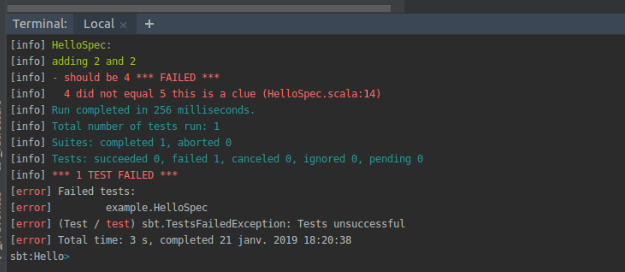 Terminal: Local × +
[info] HelloSpec:
[info] adding 2 and 2
[info] - should be 4 *** FAILED ***
[info]   4 did not equal 5 this is a clue (HelloSpec.scala:14)
[info] Run completed in 256 milliseconds.
[info] Total number of tests run: 1
[info] Suites: completed 1, aborted 0
[info] Tests: succeeded 0, failed 1, canceled 0, ignored 0, pending 0
[info] *** 1 TEST FAILED ***
[error] Failed tests:
[error]         example.HelloSpec
[error] (Test / test) sbt.TestsFailedException: Tests unsuccessful
[error] Total time: 3 s, completed 21 janv. 2019 18:20:38
sbt:Hello>